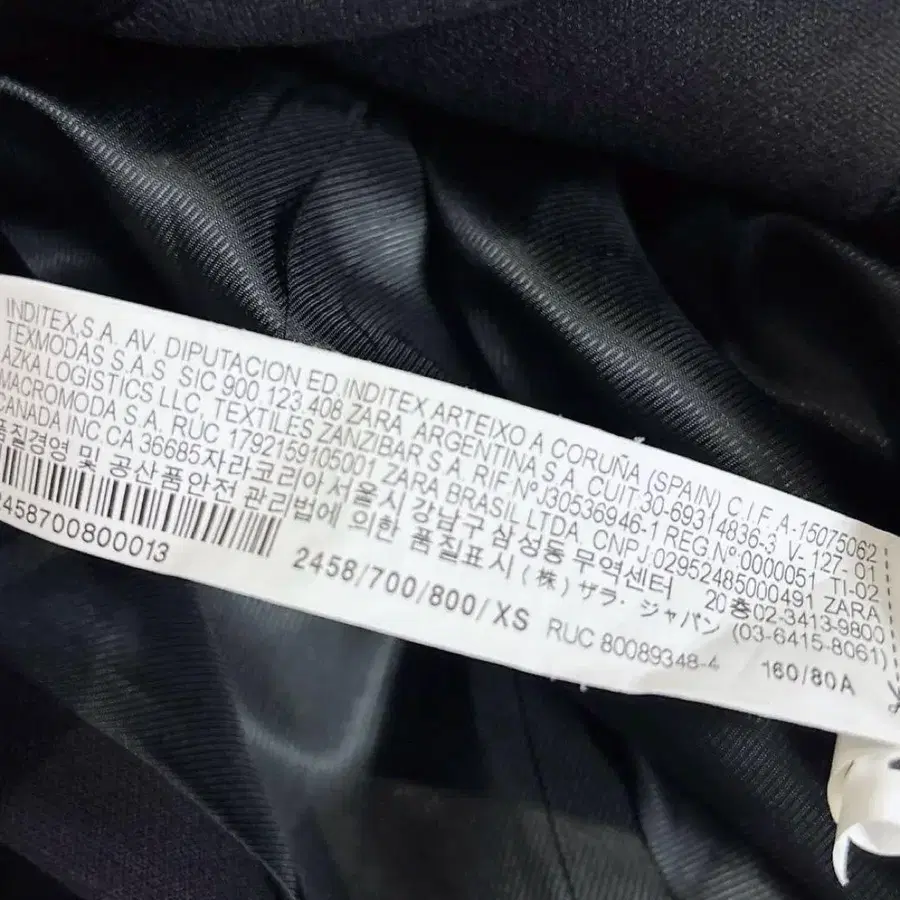 INDITEX,S.A. AV. DIPUTACION ED INDITEX ARTEIXO A CORUÑA (SPAIN) C.I.F. A-15075062
TEXMODAS S.A.S SIC 900.123.408 ZARA ARGENTINA S.A. CUIT.30-69314836-3 V-127-01
AZKA LOGISTICS LLC, TEXTILES ZANZIBAR S.A. RIF.Nº J30536946-1 REG.Nº:0000051 TI-02
MACROMODA S.A. RUC 1792159105001 ZARA BRASIL LTDA. CNPJ:02952485000491 ZARA
CANADA INC.CA 36685자라코리아서울시 강남구 삼성동 무역센터 20층02-3413-9800
품질경영 및 공산품안전 관리법에 의한 품질표시 (株) ザラ・ジャパン (03-6415-8061)
2458700800013 2458/700/800/XS RUC 80089348-4 160/80A